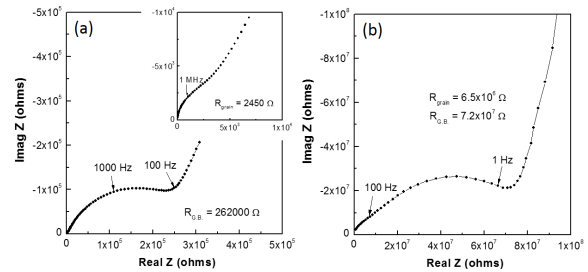 (a)
-5x10⁵
-4x10⁵
-3x10⁵
-2x10⁵
-1x10⁵
0
Imag Z (ohms)
-1x10⁴
-5x10³
0
1 MHz
R_grain = 2450 Ω
0 5x10³ 1x10⁴
1000 Hz
100 Hz
R_G.B. = 262000 Ω
0 1x10⁵ 2x10⁵ 3x10⁵ 4x10⁵ 5x10⁵
Real Z (ohms)
(b)
-1x10⁸
-8x10⁷
-6x10⁷
-4x10⁷
-2x10⁷
0
Imag Z (ohms)
R_grain = 6.5x10⁶ Ω
R_G.B. = 7.2x10⁷ Ω
1 Hz
100 Hz
0 2x10⁷ 4x10⁷ 6x10⁷ 8x10⁷ 1x10⁸
Real Z (ohms)